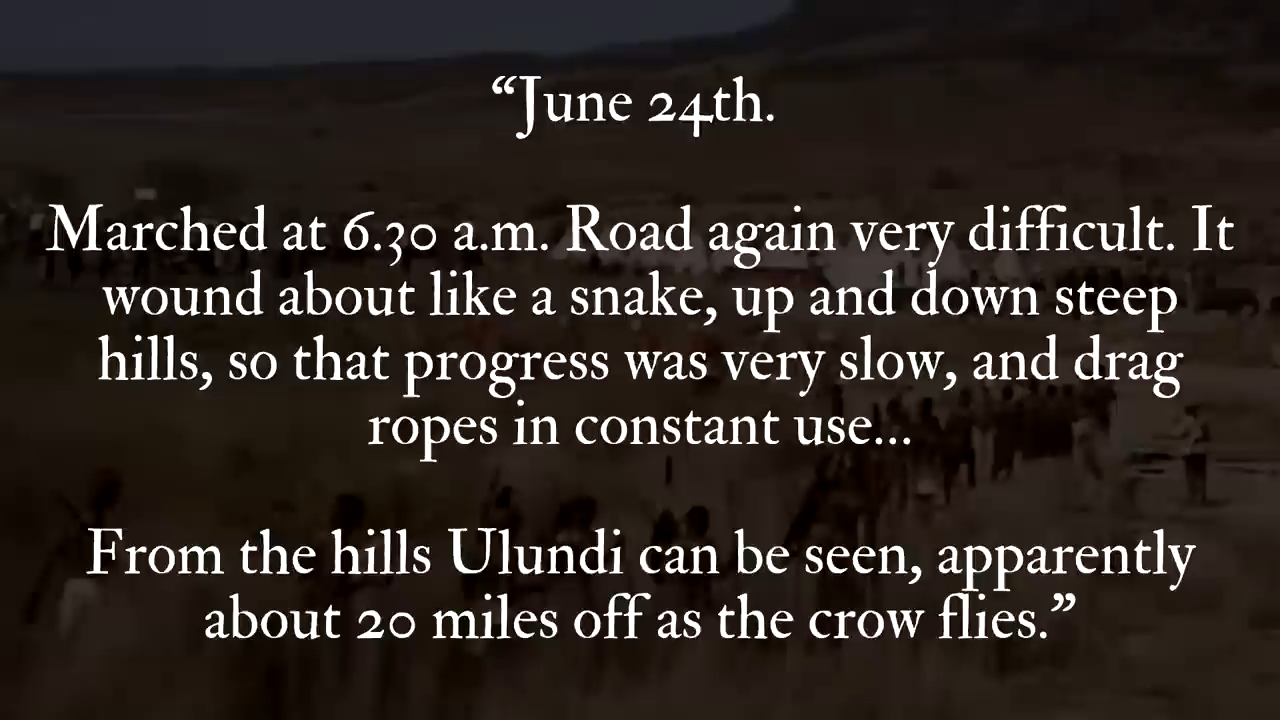 “June 24th.
Marched at 6.30 a.m. Road again very difficult. It
wound about like a snake, up and down steep
hills, so that progress was very slow, and drag
ropes in constant use...
From the hills Ulundi can be seen, apparently
about 20 miles off as the crow flies.”